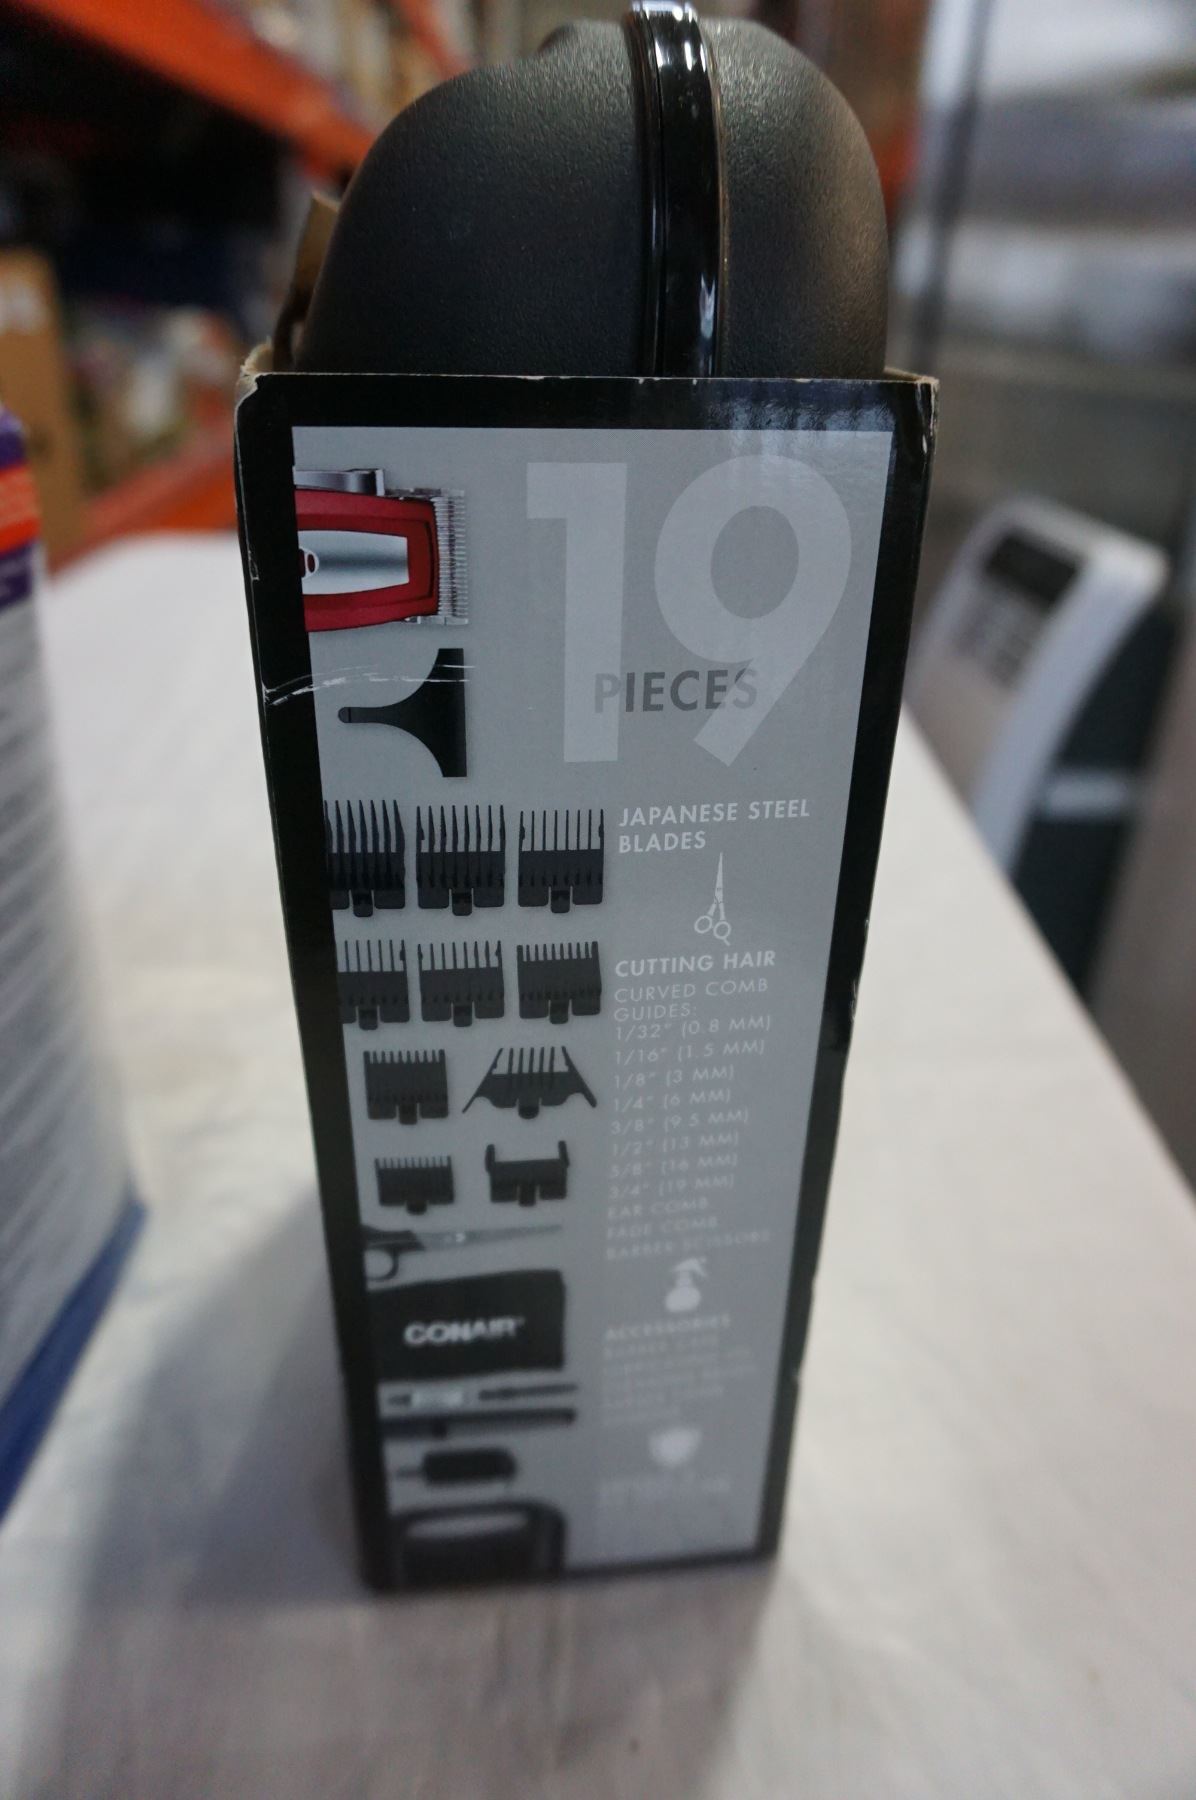 19
PIECES
JAPANESE STEEL
BLADES
CUTTING HAIR
CURVED COMB
GUIDES:
1/32" (0.8 MM)
1/16" (1.5 MM)
1/8" (3 MM)
1/4" (6 MM)
3/8" (9.5 MM)
1/2" (13 MM)
5/8" (16 MM)
3/4" (19 MM)
EAR COMB
FADE COMB
BARBER SCISSORS
CONAIR®
ACCESSORIES